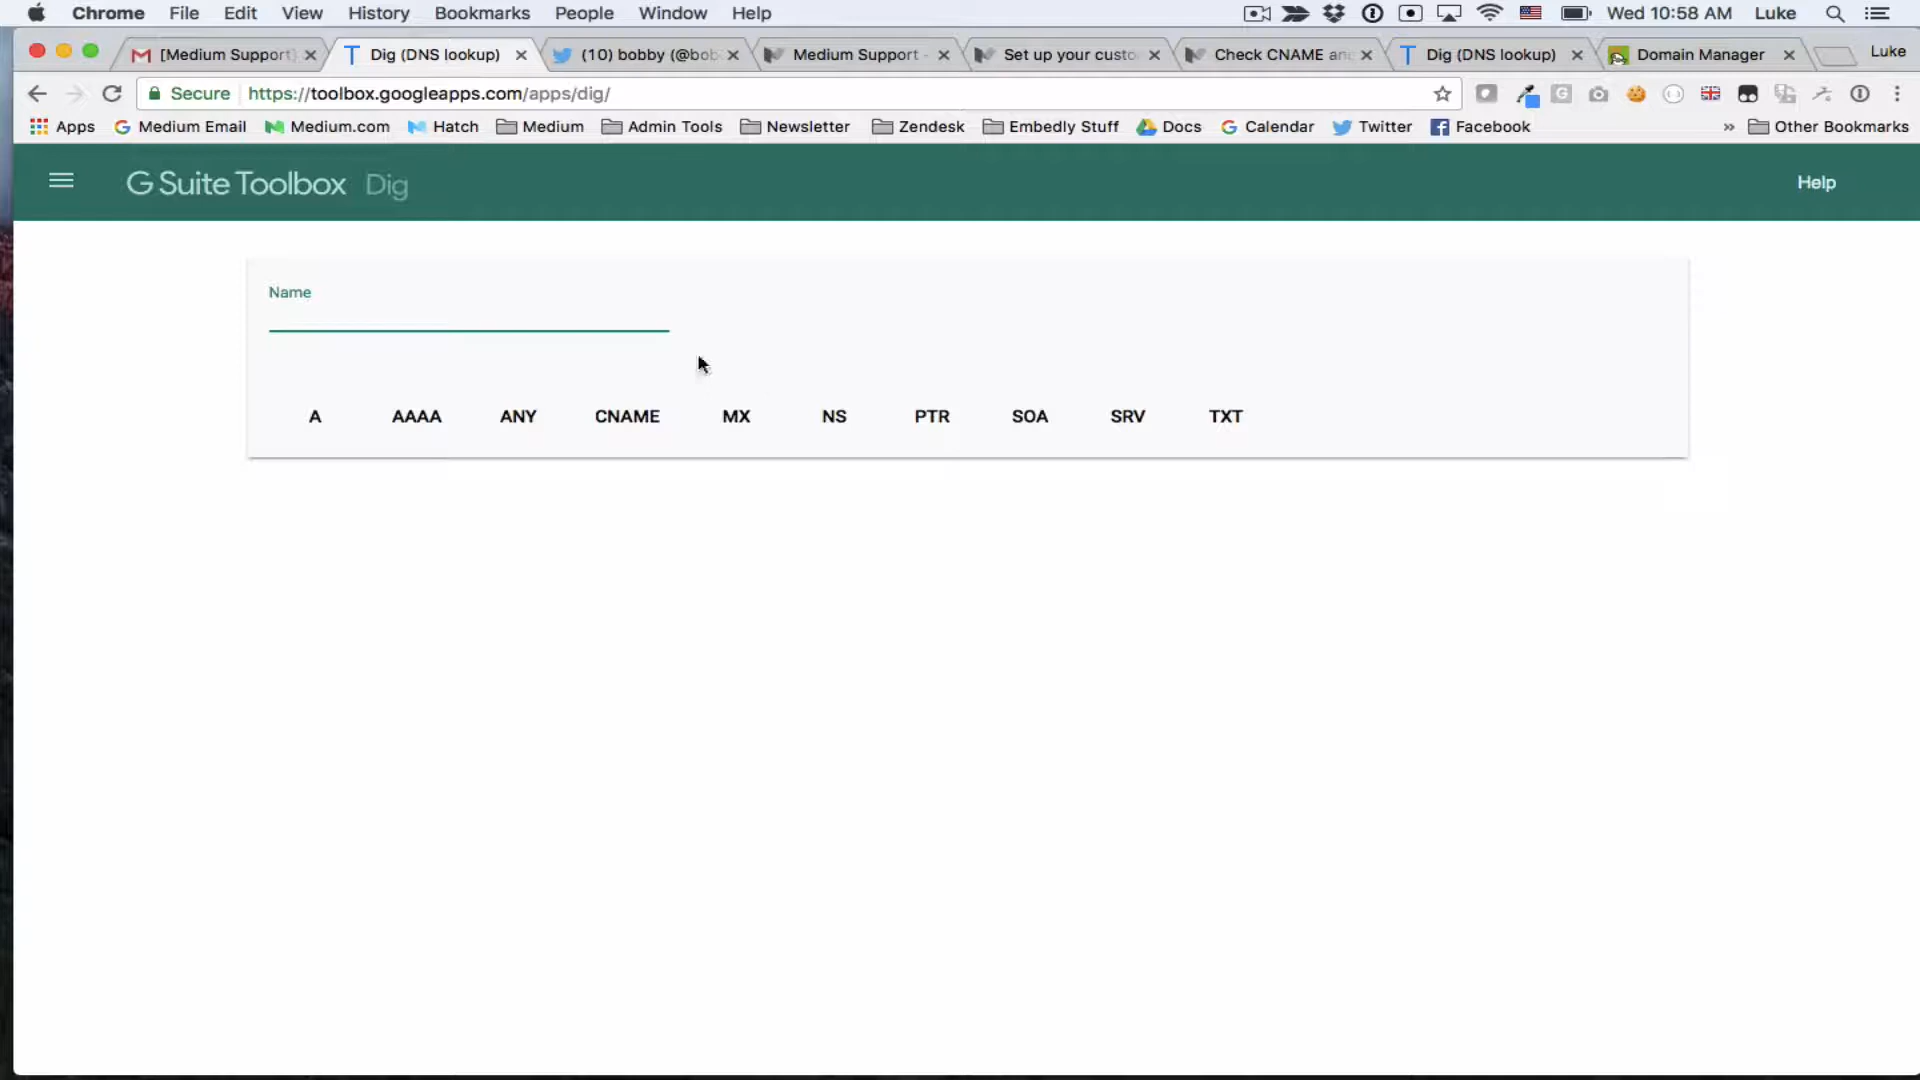 Chrome File Edit View History Bookmarks People Window Help Wed 10:58 AM Luke
[Medium Support] Dig (DNS lookup) (10) bobby (@bob Medium Support - Set up your custo Check CNAME and Dig (DNS lookup) Domain Manager Luke
Secure https://toolbox.googleapps.com/apps/dig/
Apps Medium Email Medium.com Hatch Medium Admin Tools Newsletter Zendesk Embedly Stuff Docs Calendar Twitter Facebook » Other Bookmarks
G Suite Toolbox Dig Help
Name
A AAAA ANY CNAME MX NS PTR SOA SRV TXT